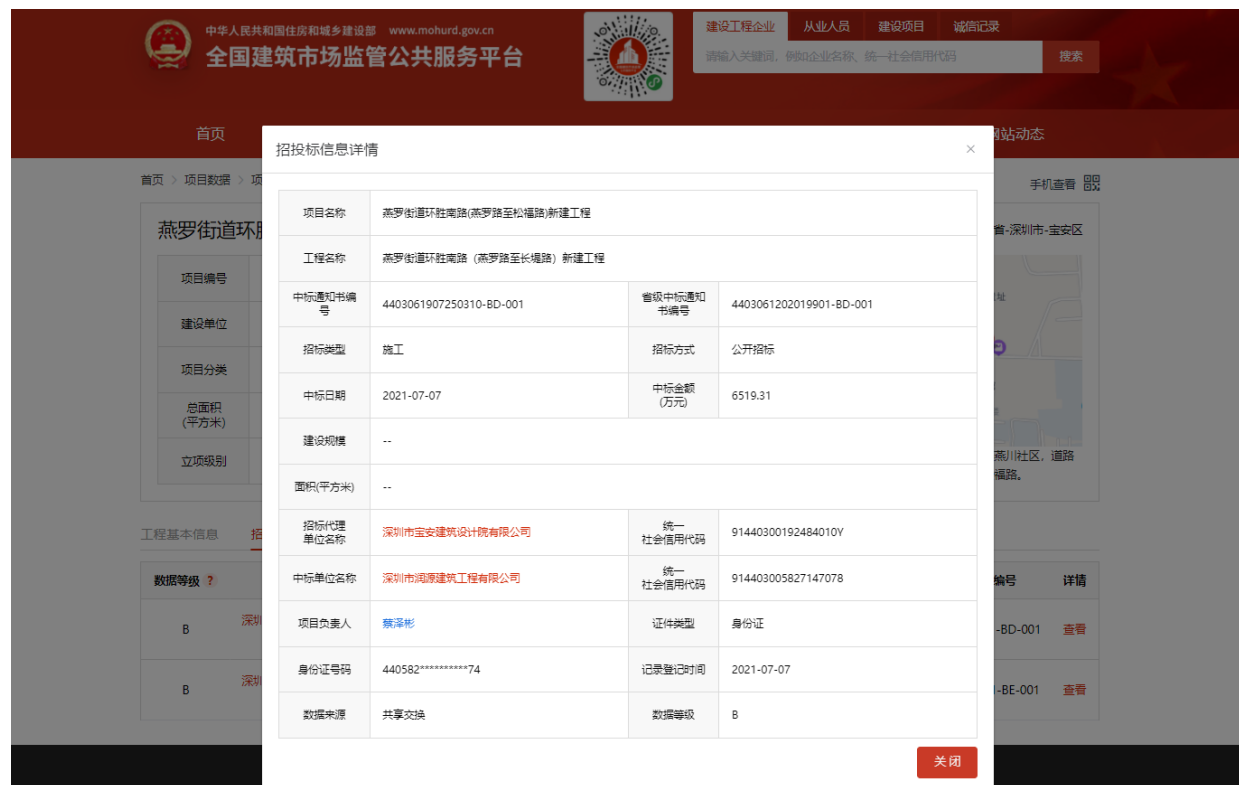 中华人民共和国住房和城乡建设部 www.mohurd.gov.cn
全国建筑市场监管公共服务平台
建设工程企业 从业人员 建设项目 诚信记录
请输入关键词，例如企业名称、统一社会信用代码 搜索
首页 网站动态
首页 > 项目数据 > 项
手机查看
招投标信息详情 ×
燕罗街道环胜
省-深圳市-宝安区
项目编号
建设单位
项目分类
总面积
(平方米)
立项级别
燕川社区，道路
福路。
项目名称 燕罗街道环胜南路(燕罗路至松福路)新建工程
工程名称 燕罗街道环胜南路（燕罗路至长堤路）新建工程
中标通知书编号 4403061907250310-BD-001 省级中标通知书编号 4403061202019901-BD-001
招标类型 施工 招标方式 公开招标
中标日期 2021-07-07 中标金额(万元) 6519.31
建设规模 --
面积(平方米) --
招标代理单位名称 深圳市宝安建筑设计院有限公司 统一社会信用代码 91440300192484010Y
中标单位名称 深圳市润源建筑工程有限公司 统一社会信用代码 914403005827147078
项目负责人 蔡泽彬 证件类型 身份证
身份证号码 440582**********74 记录登记时间 2021-07-07
数据来源 共享交换 数据等级 B
关闭
工程基本信息 招
数据等级 ? 编号 详情
B 深圳 -BD-001 查看
B 深圳 -BE-001 查看